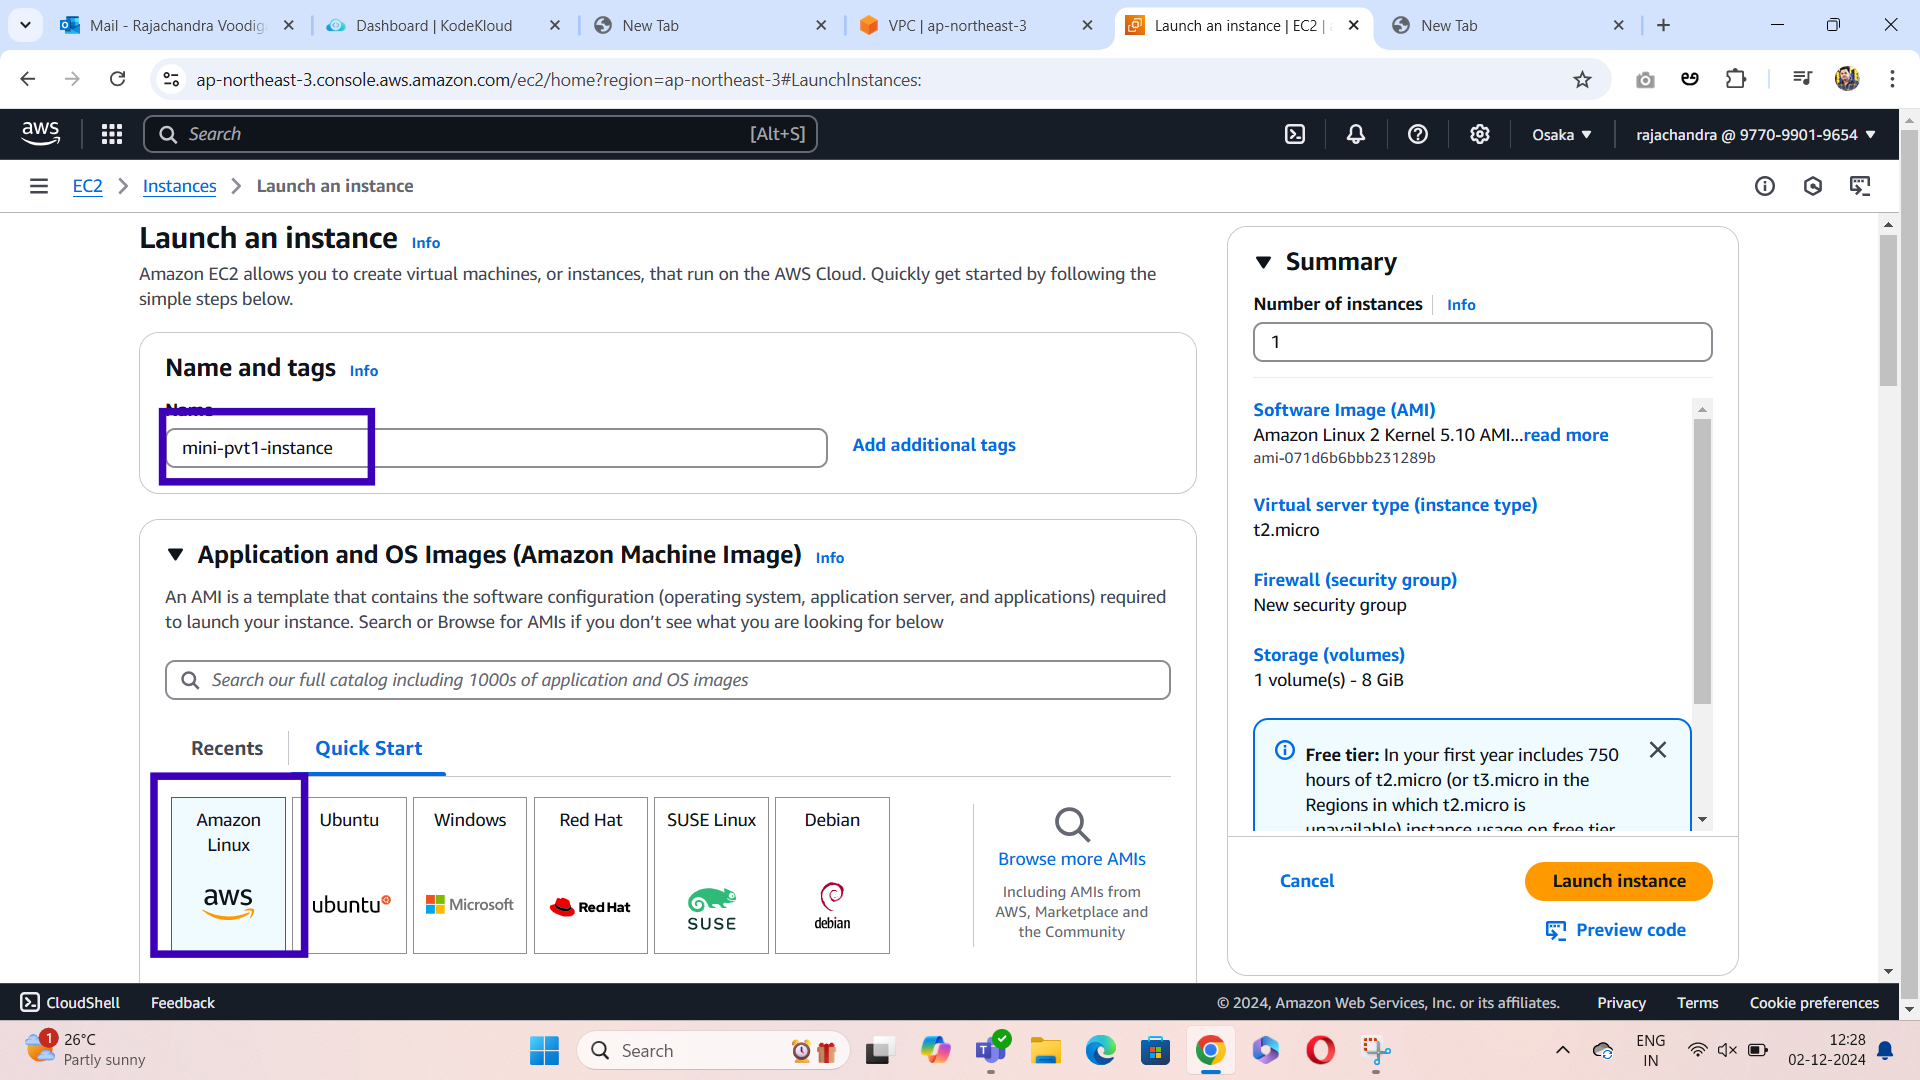 Mail - Rajachandra Voodig
Dashboard | KodeKloud
New Tab
VPC | ap-northeast-3
Launch an instance | EC2 |
New Tab
ap-northeast-3.console.aws.amazon.com/ec2/home?region=ap-northeast-3#LaunchInstances:
aws
Search
[Alt+S]
Osaka
rajachandra @ 9770-9901-9654
EC2
Instances
Launch an instance
Launch an instance Info
Amazon EC2 allows you to create virtual machines, or instances, that run on the AWS Cloud. Quickly get started by following the
simple steps below.
Name and tags Info
Name
mini-pvt1-instance
Add additional tags
Application and OS Images (Amazon Machine Image) Info
An AMI is a template that contains the software configuration (operating system, application server, and applications) required
to launch your instance. Search or Browse for AMIs if you don’t see what you are looking for below
Search our full catalog including 1000s of application and OS images
Recents
Quick Start
Amazon
Linux
aws
Ubuntu
ubuntu
Windows
Microsoft
Red Hat
Red Hat
SUSE Linux
SUSE
Debian
debian
Browse more AMIs
Including AMIs from
AWS, Marketplace and
the Community
Summary
Number of instances Info
1
Software Image (AMI)
Amazon Linux 2 Kernel 5.10 AMI...read more
ami-071d6b6bbb231289b
Virtual server type (instance type)
t2.micro
Firewall (security group)
New security group
Storage (volumes)
1 volume(s) - 8 GiB
Free tier: In your first year includes 750
hours of t2.micro (or t3.micro in the
Regions in which t2.micro is
unavailable) instance usage on free tier
Cancel
Launch instance
Preview code
CloudShell
Feedback
© 2024, Amazon Web Services, Inc. or its affiliates.
Privacy
Terms
Cookie preferences
1
26°C
Partly sunny
Search
ENG
IN
12:28
02-12-2024